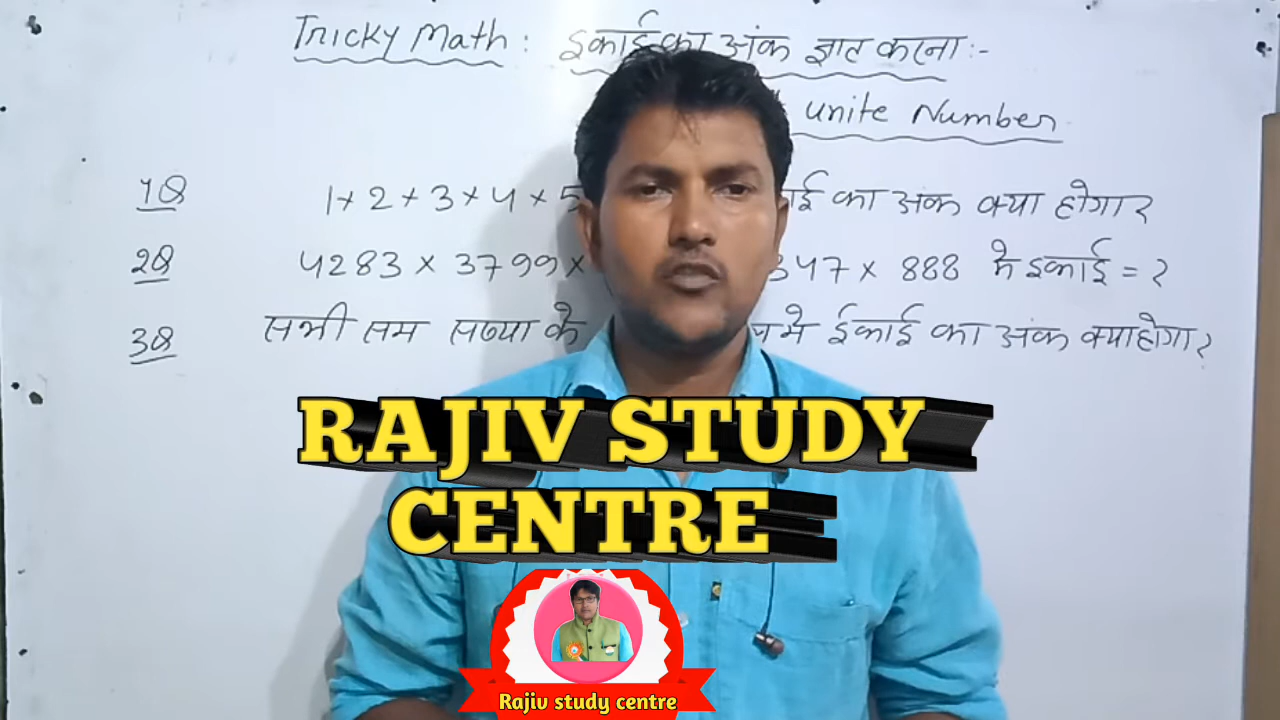 Tricky Math: इकाई का अंक ज्ञात करना:-
unite Number
1Q 1×2×3×4×5 का अंक क्या होगा?
2Q 4283 × 3799× 347 × 888 मे इकाई = ?
3Q सभी सम सख्या के मे ईकाई का अंक क्या होगा?
RAJIV STUDY
CENTRE
Rajiv study centre